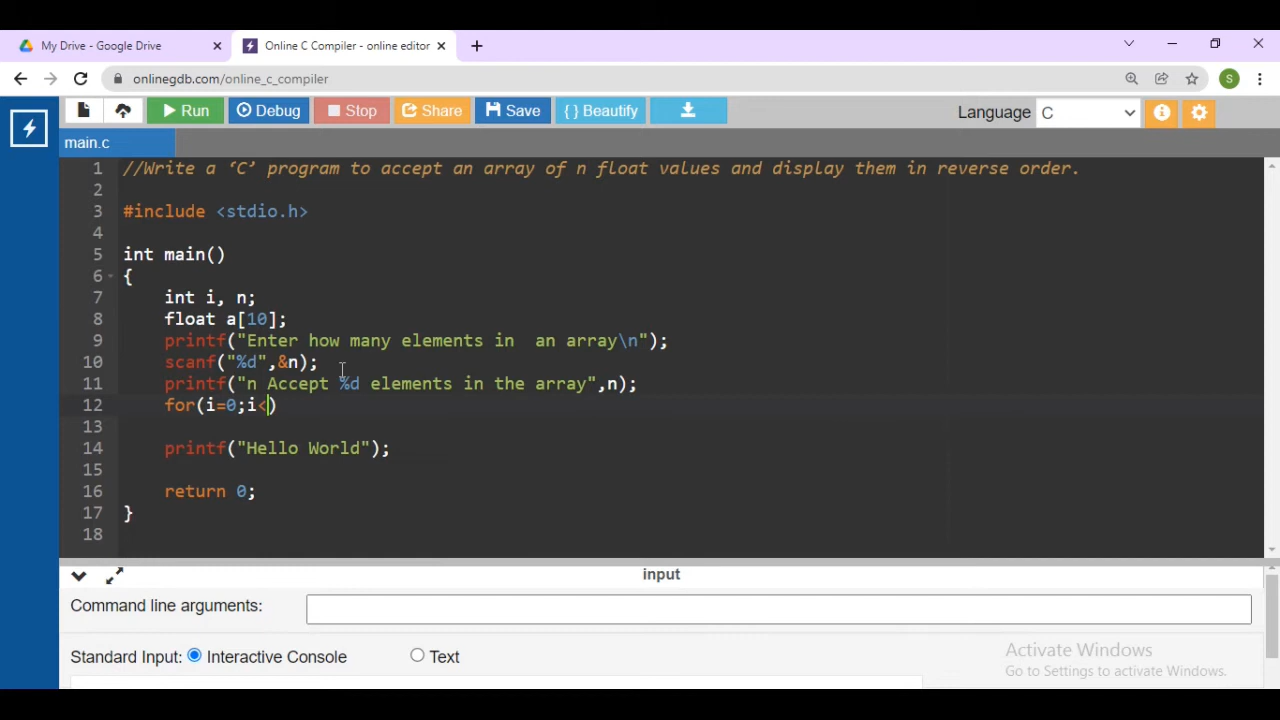 My Drive - Google Drive
Online C Compiler - online editor
onlinegdb.com/online_c_compiler
S
Run
Debug
Stop
Share
Save
{ } Beautify
Language C
main.c
1 //Write a ‘C’ program to accept an array of n float values and display them in reverse order.
2
3 #include <stdio.h>
4
5 int main()
6 {
7 int i, n;
8 float a[10];
9 printf("Enter how many elements in  an array\n");
10 scanf("%d",&n);
11 printf("n Accept %d elements in the array",n);
12 for(i=0;i<)
13
14 printf("Hello World");
15
16 return 0;
17 }
18
input
Command line arguments:
Standard Input: Interactive Console Text
Activate Windows
Go to Settings to activate Windows.